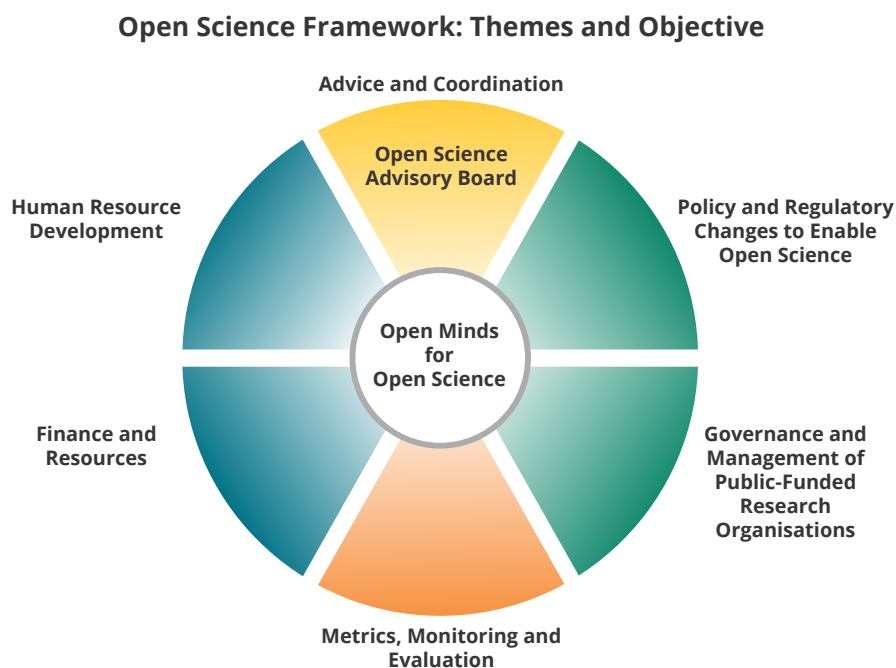 Open Science Framework: Themes and Objective
Advice and Coordination
Open Science
Advisory Board
Human Resource
Development
Policy and Regulatory
Changes to Enable
Open Science
Open Minds
for
Open Science
Finance and
Resources
Governance and
Management of
Public-Funded
Research
Organisations
Metrics, Monitoring and
Evaluation